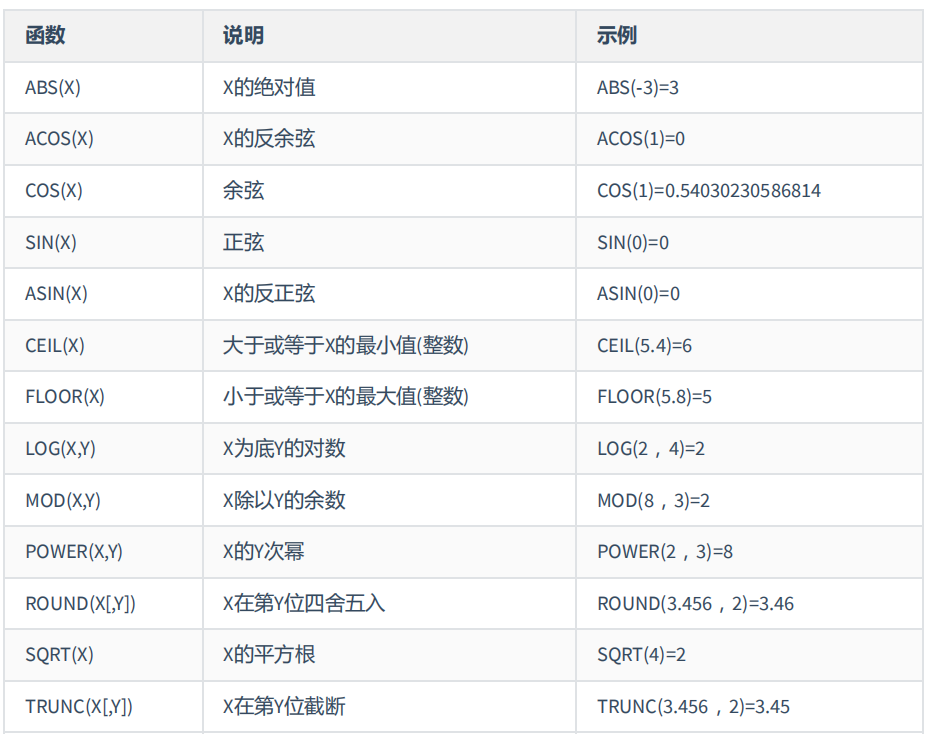 函数 说明 示例
ABS(X) X的绝对值 ABS(-3)=3
ACOS(X) X的反余弦 ACOS(1)=0
COS(X) 余弦 COS(1)=0.54030230586814
SIN(X) 正弦 SIN(0)=0
ASIN(X) X的反正弦 ASIN(0)=0
CEIL(X) 大于或等于X的最小值(整数) CEIL(5.4)=6
FLOOR(X) 小于或等于X的最大值(整数) FLOOR(5.8)=5
LOG(X,Y) X为底Y的对数 LOG(2，4)=2
MOD(X,Y) X除以Y的余数 MOD(8，3)=2
POWER(X,Y) X的Y次幂 POWER(2，3)=8
ROUND(X[,Y]) X在第Y位四舍五入 ROUND(3.456，2)=3.46
SQRT(X) X的平方根 SQRT(4)=2
TRUNC(X[,Y]) X在第Y位截断 TRUNC(3.456，2)=3.45